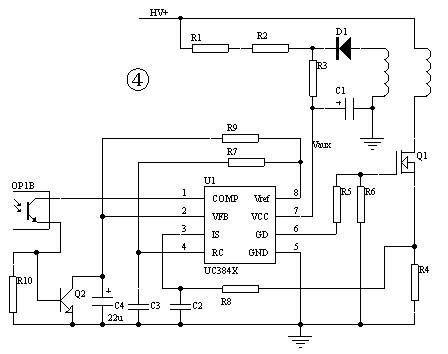 HV+
R1
R2
D1
④
R3
C1
R9
Vaux
R7
Q1
OP1B
U1
1
COMP
Vref
8
R5
R6
2
VFB
VCC
7
3
IS
GD
6
4
RC
GND
5
UC384X
R10
Q2
+
C4
22u
C3
C2
R8
R4
+